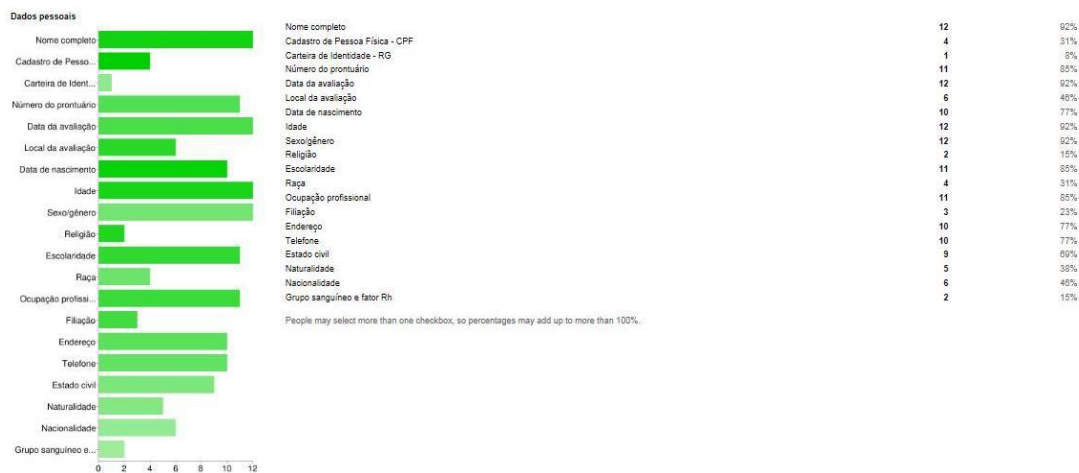 Dados pessoais
Nome completo
Cadastro de Pesso...
Carteira de Ident...
Número do prontuário
Data da avaliação
Local da avaliação
Data de nascimento
Idade
Sexo/gênero
Religião
Escolaridade
Raça
Ocupação profissi...
Filiação
Endereço
Telefone
Estado civil
Naturalidade
Nacionalidade
Grupo sanguíneo e...
0 2 4 6 8 10 12
Nome completo 12 92%
Cadastro de Pessoa Física - CPF 4 31%
Carteira de Identidade - RG 1 8%
Número do prontuário 11 85%
Data da avaliação 12 92%
Local da avaliação 6 46%
Data de nascimento 10 77%
Idade 12 92%
Sexo/gênero 12 92%
Religião 2 15%
Escolaridade 11 85%
Raça 4 31%
Ocupação profissional 11 85%
Filiação 3 23%
Endereço 10 77%
Telefone 10 77%
Estado civil 9 69%
Naturalidade 5 38%
Nacionalidade 6 46%
Grupo sanguíneo e fator Rh 2 15%
People may select more than one checkbox, so percentages may add up to more than 100%.